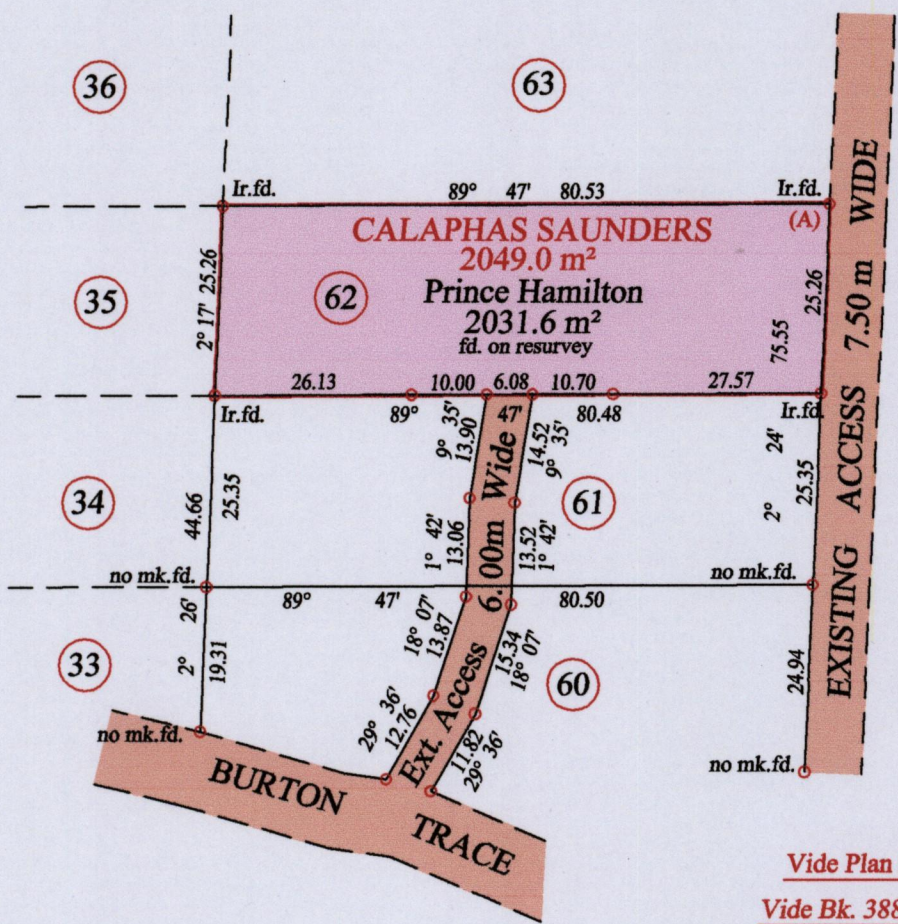 36
63
Ir.fd.
89° 47' 80.53
Ir.fd.
(A)
CALAPHAS SAUNDERS
2049.0 m²
Prince Hamilton
2031.6 m²
fd. on resurvey
62
35
2° 17' 25.26
25.26
75.55
EXISTING ACCESS 7.50 m WIDE
26.13
10.00
6.08
10.70
27.57
Ir.fd.
89° 47' 80.48
Ir.fd.
9° 35'
13.90
14.52
9° 35'
24'
2°
25.35
34
44.66
25.35
61
1° 42'
13.06
13.52
1° 42'
Ext. Access 6.00m Wide
no mk.fd.
no mk.fd.
89° 47' 80.50
26'
2°
19.31
18° 07'
13.87
15.34
18° 07'
33
60
24.94
29° 36'
12.76
11.82
29° 36'
no mk.fd.
no mk.fd.
BURTON TRACE
Vide Plan
Vide Bk. 388